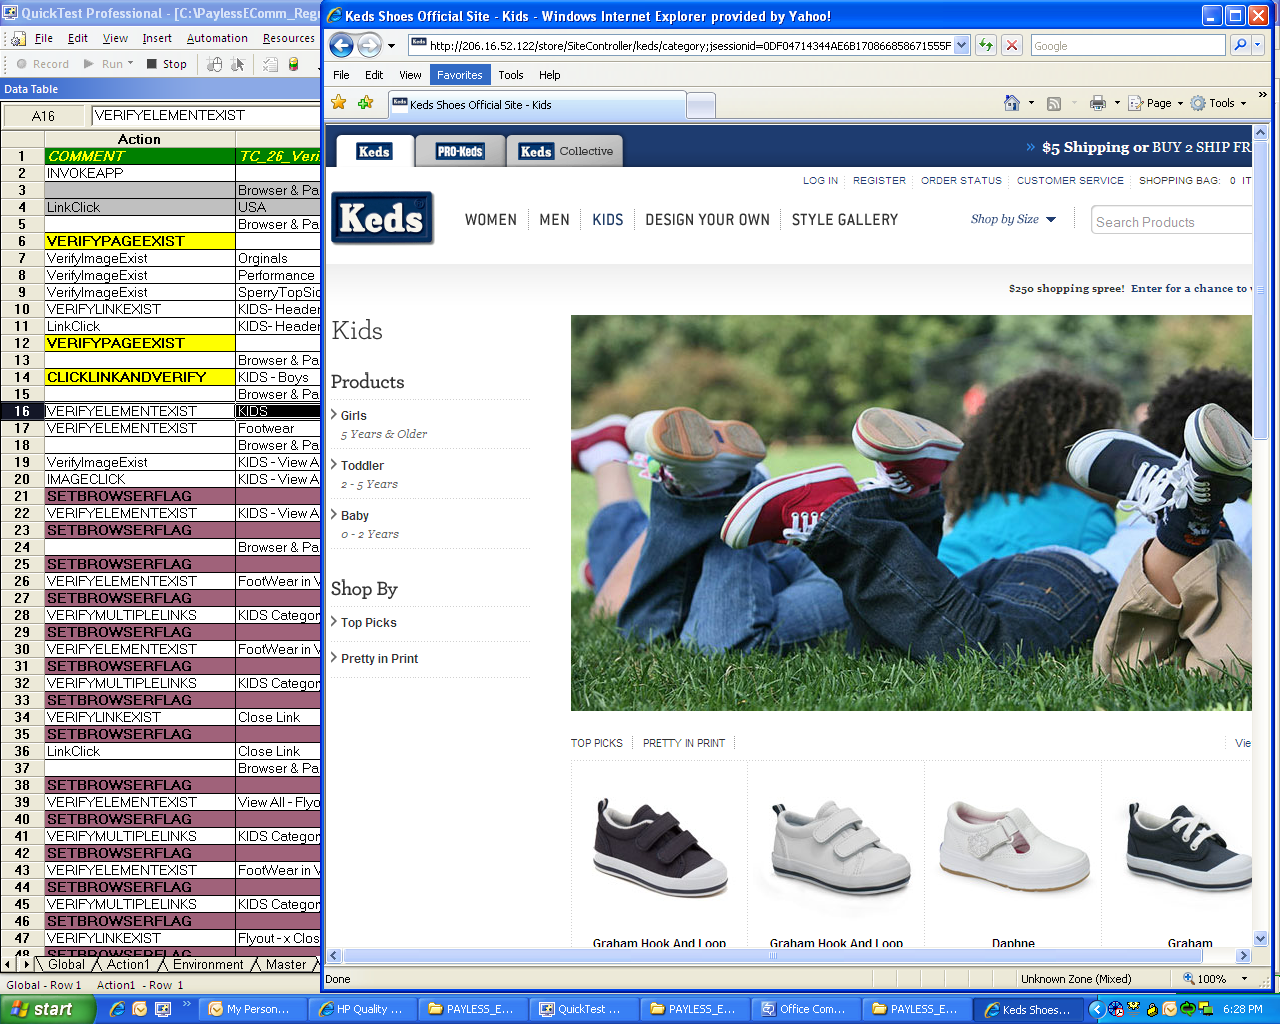 QuickTest Professional - [C:\PaylessEComm_Regr
File Edit View Insert Automation Resources
Record Run Stop
Data Table
A16 VERIFYELEMENTEXIST
Action
1 COMMENT TC_26_Veri
2 INVOKEAPP
3 Browser & Pa
4 LinkClick USA
5 Browser & Pa
6 VERIFYPAGEEXIST
7 VerifyImageExist Orginals
8 VerifyImageExist Performance
9 VerifyImageExist SperryTopSid
10 VERIFYLINKEXIST KIDS- Header
11 LinkClick KIDS- Header
12 VERIFYPAGEEXIST
13 Browser & Pa
14 CLICKLINKANDVERIFY KIDS - Boys
15 Browser & Pa
16 VERIFYELEMENTEXIST KIDS
17 VERIFYELEMENTEXIST Footwear
18 Browser & Pa
19 VerifyImageExist KIDS - View A
20 IMAGECLICK KIDS - View A
21 SETBROWSERFLAG
22 VERIFYELEMENTEXIST KIDS - View A
23 SETBROWSERFLAG
24 Browser & Pa
25 SETBROWSERFLAG
26 VERIFYELEMENTEXIST FootWear in V
27 SETBROWSERFLAG
28 VERIFYMULTIPLELINKS KIDS Categor
29 SETBROWSERFLAG
30 VERIFYELEMENTEXIST FootWear in V
31 SETBROWSERFLAG
32 VERIFYMULTIPLELINKS KIDS Categor
33 SETBROWSERFLAG
34 VERIFYLINKEXIST Close Link
35 SETBROWSERFLAG
36 LinkClick Close Link
37 Browser & Pa
38 SETBROWSERFLAG
39 VERIFYELEMENTEXIST View All - Flyo
40 SETBROWSERFLAG
41 VERIFYMULTIPLELINKS KIDS Categor
42 SETBROWSERFLAG
43 VERIFYELEMENTEXIST FootWear in V
44 SETBROWSERFLAG
45 VERIFYMULTIPLELINKS KIDS Categor
46 SETBROWSERFLAG
47 VERIFYLINKEXIST Flyout - x Clos
48 SETBROWSERFLAG
Global Action1 Environment Master
Global - Row 1 Action1 - Row 1
Keds Shoes Official Site - Kids - Windows Internet Explorer provided by Yahoo!
http://206.16.52.122/store/SiteController/keds/category;jsessionid=0DF04714344AE6B170866858671555F
Google
File Edit View Favorites Tools Help
Keds Keds Shoes Official Site - Kids
Page Tools
Keds PRO-Keds Keds Collective
» $5 Shipping or BUY 2 SHIP FR
LOG IN REGISTER ORDER STATUS CUSTOMER SERVICE SHOPPING BAG: 0 IT
Keds
WOMEN MEN KIDS DESIGN YOUR OWN STYLE GALLERY Shop by Size Search Products
$250 shopping spree! Enter for a chance to w
Kids
Products
Girls
5 Years & Older
Toddler
2 - 5 Years
Baby
0 - 2 Years
Shop By
Top Picks
Pretty in Print
TOP PICKS PRETTY IN PRINT Vie
Graham Hook And Loop Graham Hook And Loop Daphne Graham
Done Unknown Zone (Mixed) 100%
start My Person... HP Quality ... PAYLESS_E... QuickTest ... PAYLESS_E... Office Com... PAYLESS_E... Keds Shoes... 6:28 PM